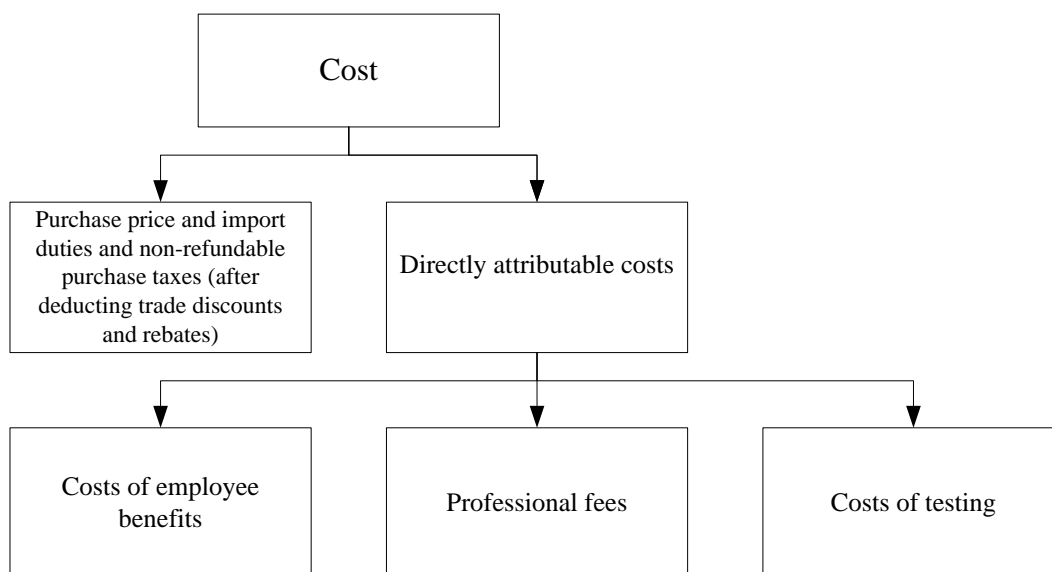 Cost
Purchase price and import
duties and non-refundable
purchase taxes (after
deducting trade discounts
and rebates)
Directly attributable costs
Costs of employee
benefits
Professional fees
Costs of testing